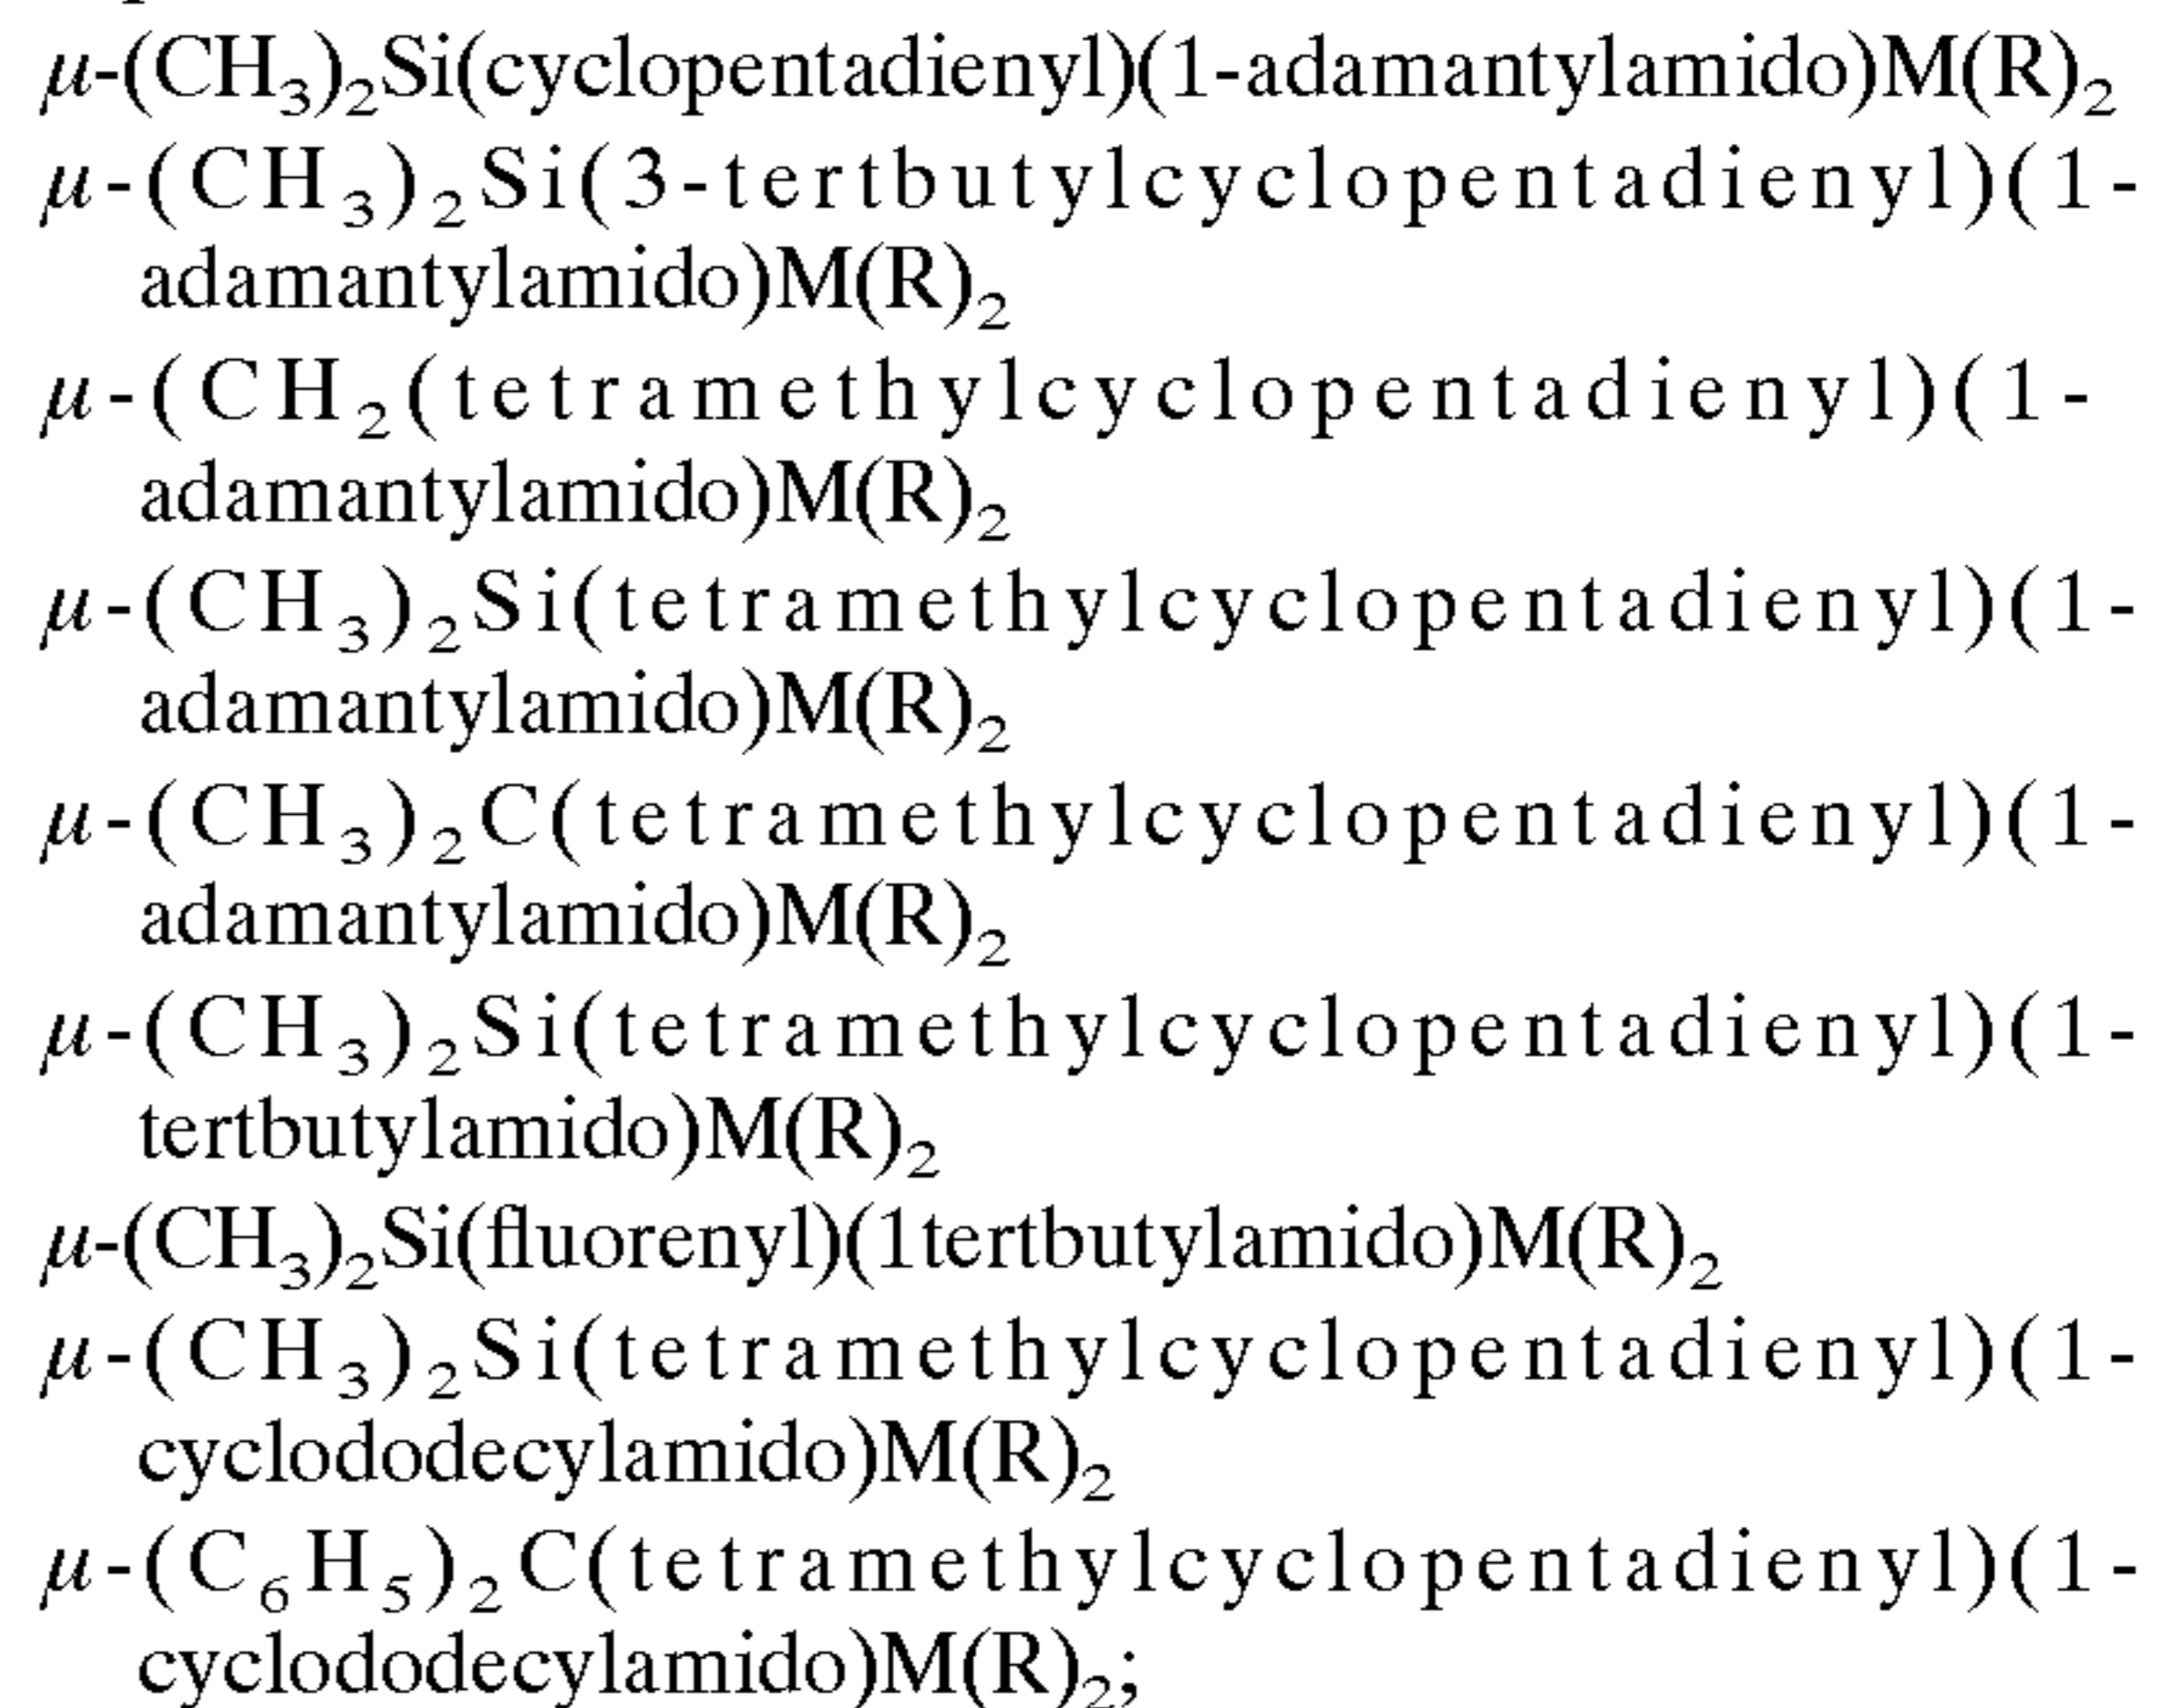 μ-(CH₃)₂Si(cyclopentadienyl)(1-adamantylamido)M(R)₂
μ-(CH₃)₂Si(3-tertbutylcyclopentadienyl)(1-
adamantylamido)M(R)₂
μ-(CH₂(tetramethylcyclopentadienyl)(1-
adamantylamido)M(R)₂
μ-(CH₃)₂Si(tetramethylcyclopentadienyl)(1-
adamantylamido)M(R)₂
μ-(CH₃)₂C(tetramethylcyclopentadienyl)(1-
adamantylamido)M(R)₂
μ-(CH₃)₂Si(tetramethylcyclopentadienyl)(1-
tertbutylamido)M(R)₂
μ-(CH₃)₂Si(fluorenyl)(1tertbutylamido)M(R)₂
μ-(CH₃)₂Si(tetramethylcyclopentadienyl)(1-
cyclododecylamido)M(R)₂
μ-(C₆H₅)₂C(tetramethylcyclopentadienyl)(1-
cyclododecylamido)M(R)₂;